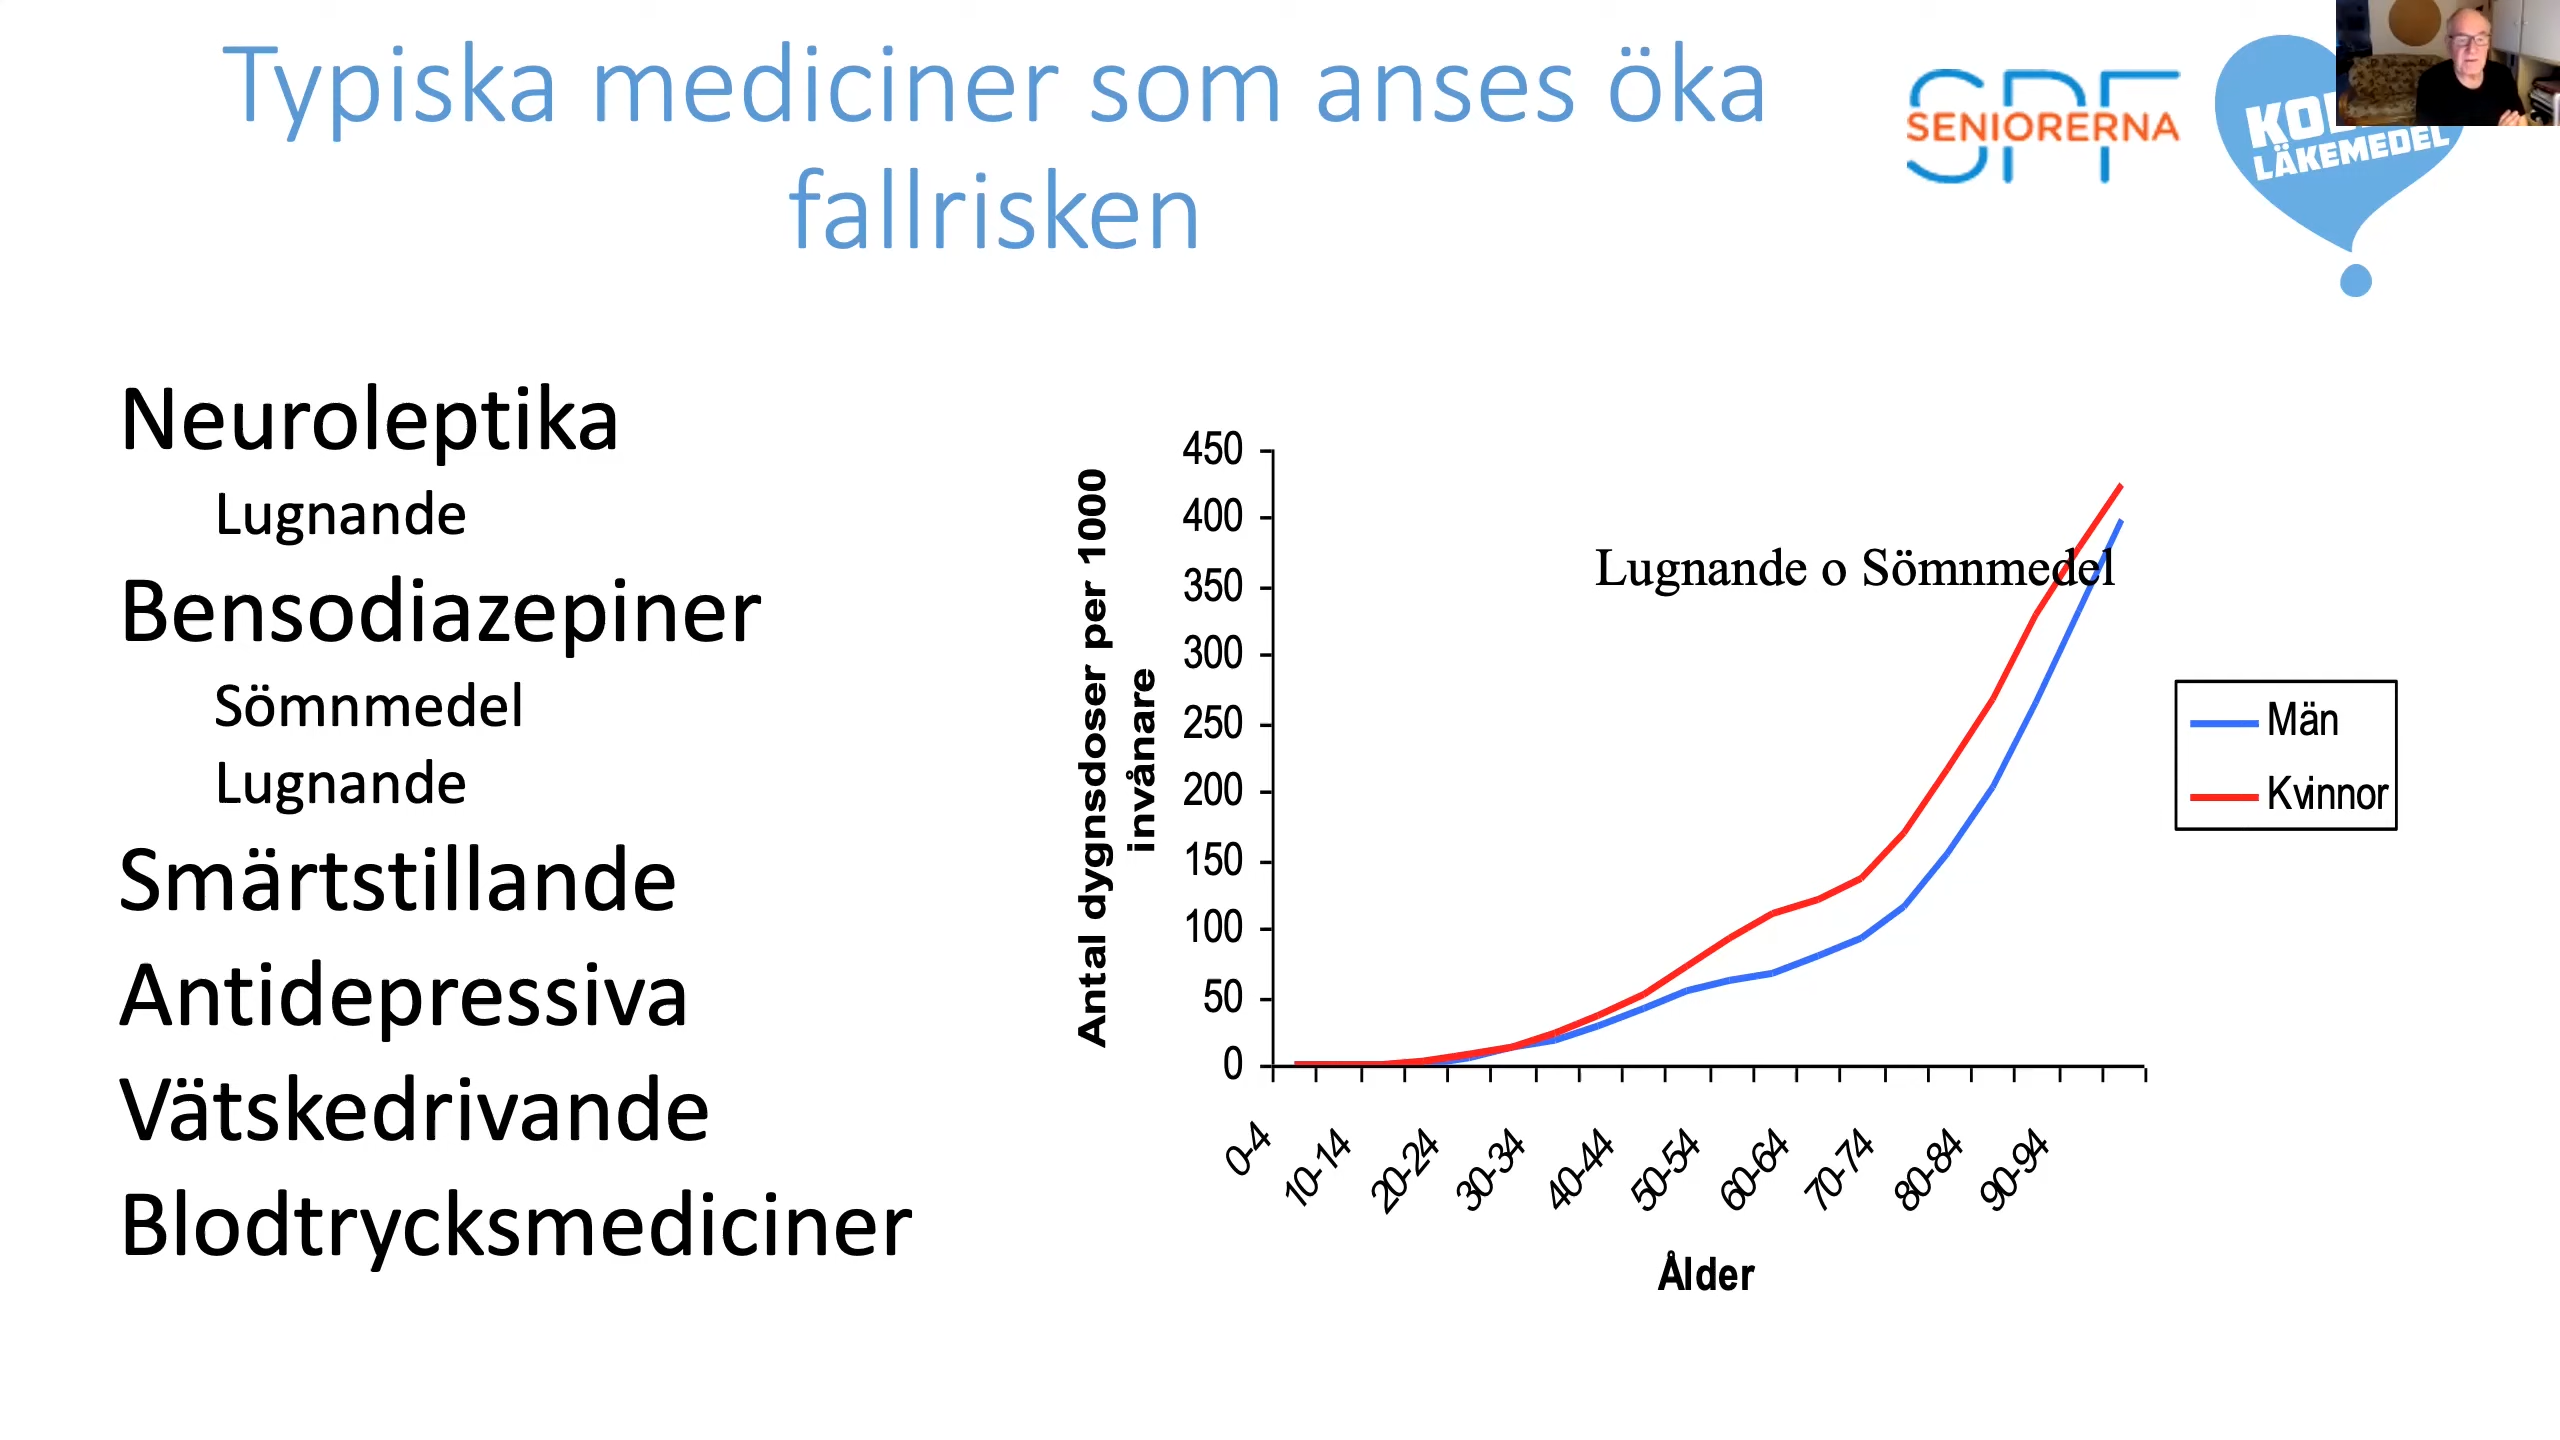 Typiska mediciner som anses öka
fallrisken
SPF
SENIORERNA
LÄKEMEDEL
Neuroleptika
Lugnande
Bensodiazepiner
Sömnmedel
Lugnande
Smärtstillande
Antidepressiva
Vätskedrivande
Blodtrycksmediciner
Antal dygnsdoser per 1000
invånare
450
400
350
300
250
200
150
100
50
0
Lugnande o Sömnmedel
Män
Kvinnor
0-4
10-14
20-24
30-34
40-44
50-54
60-64
70-74
80-84
90-94
Ålder